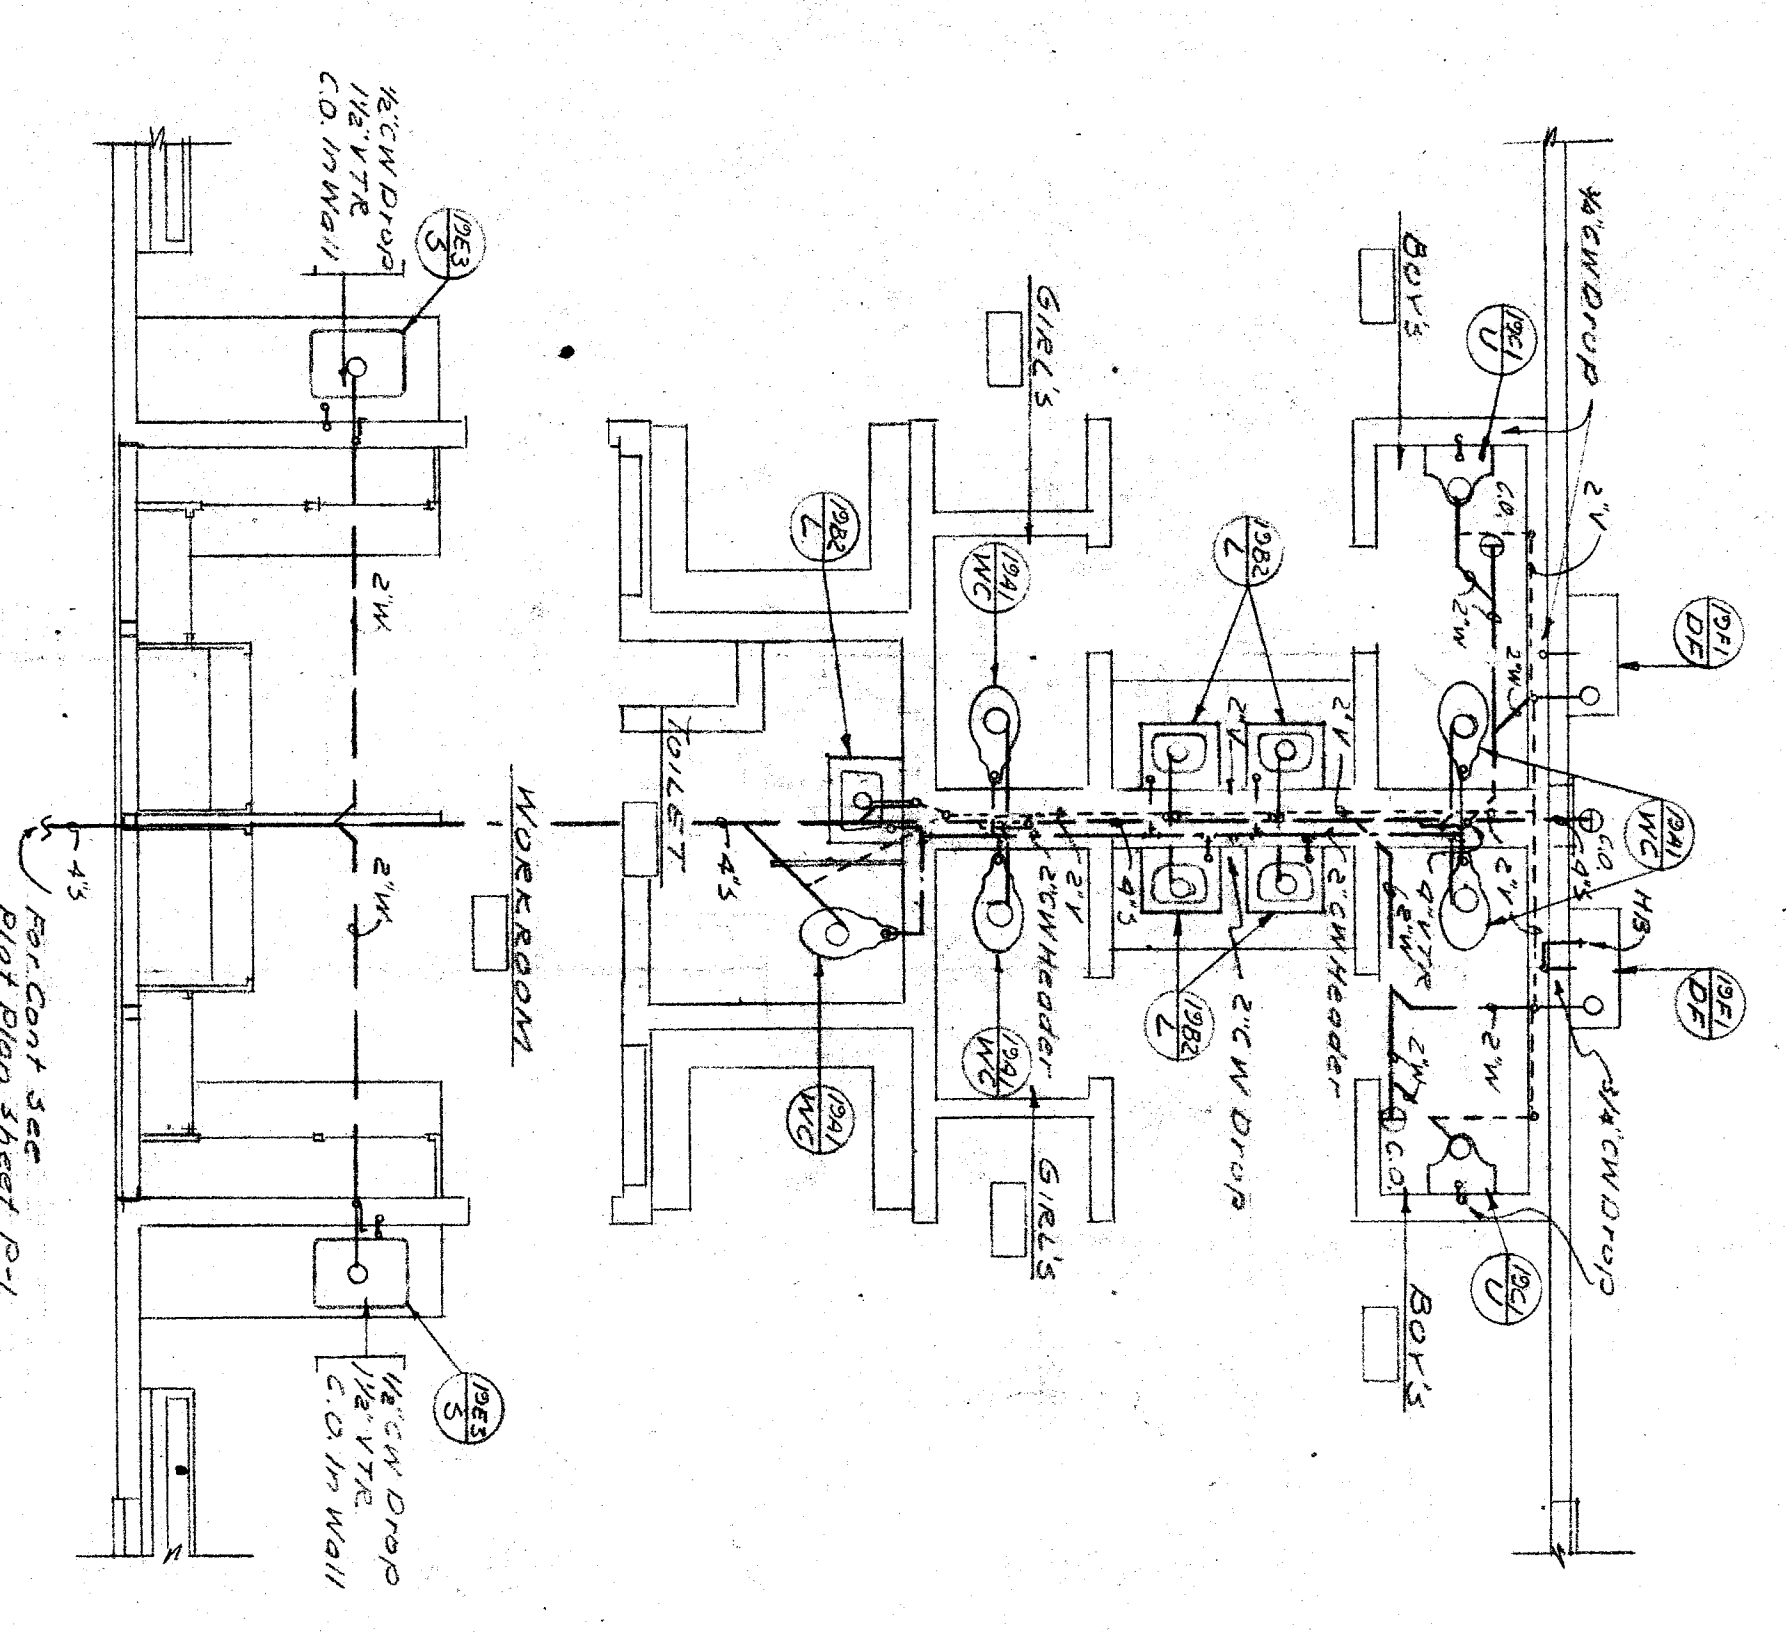 1/2" CW Drop
1 1/2" VTR
C.O. In Wall
19E3
S
Boy's
19C1
U
3/4" CW Drop
Girl's
C.O.
2"V
19B2
L
19A1
WC
19B2
L
2"W
2"W
2"W
19F1
DF
2"V
2"V
Toilet
Workroom
4"S
4"S
2"W
2"V
2" CW Header
4"S
2" CW Header
4" VTR
2"W
2"V
4"S
C.O.
HB
19A1
WC
19F1
DF
19A1
WC
19A1
WC
19B2
L
2" CW Drop
2"W
2"W
3/4" CW Drop
C.O.
Girl's
Boy's
19C1
U
19E3
S
1/2" CW Drop
1 1/2" VTR
C.O. In Wall
For Cont See
Plot Plan Sheet P-1